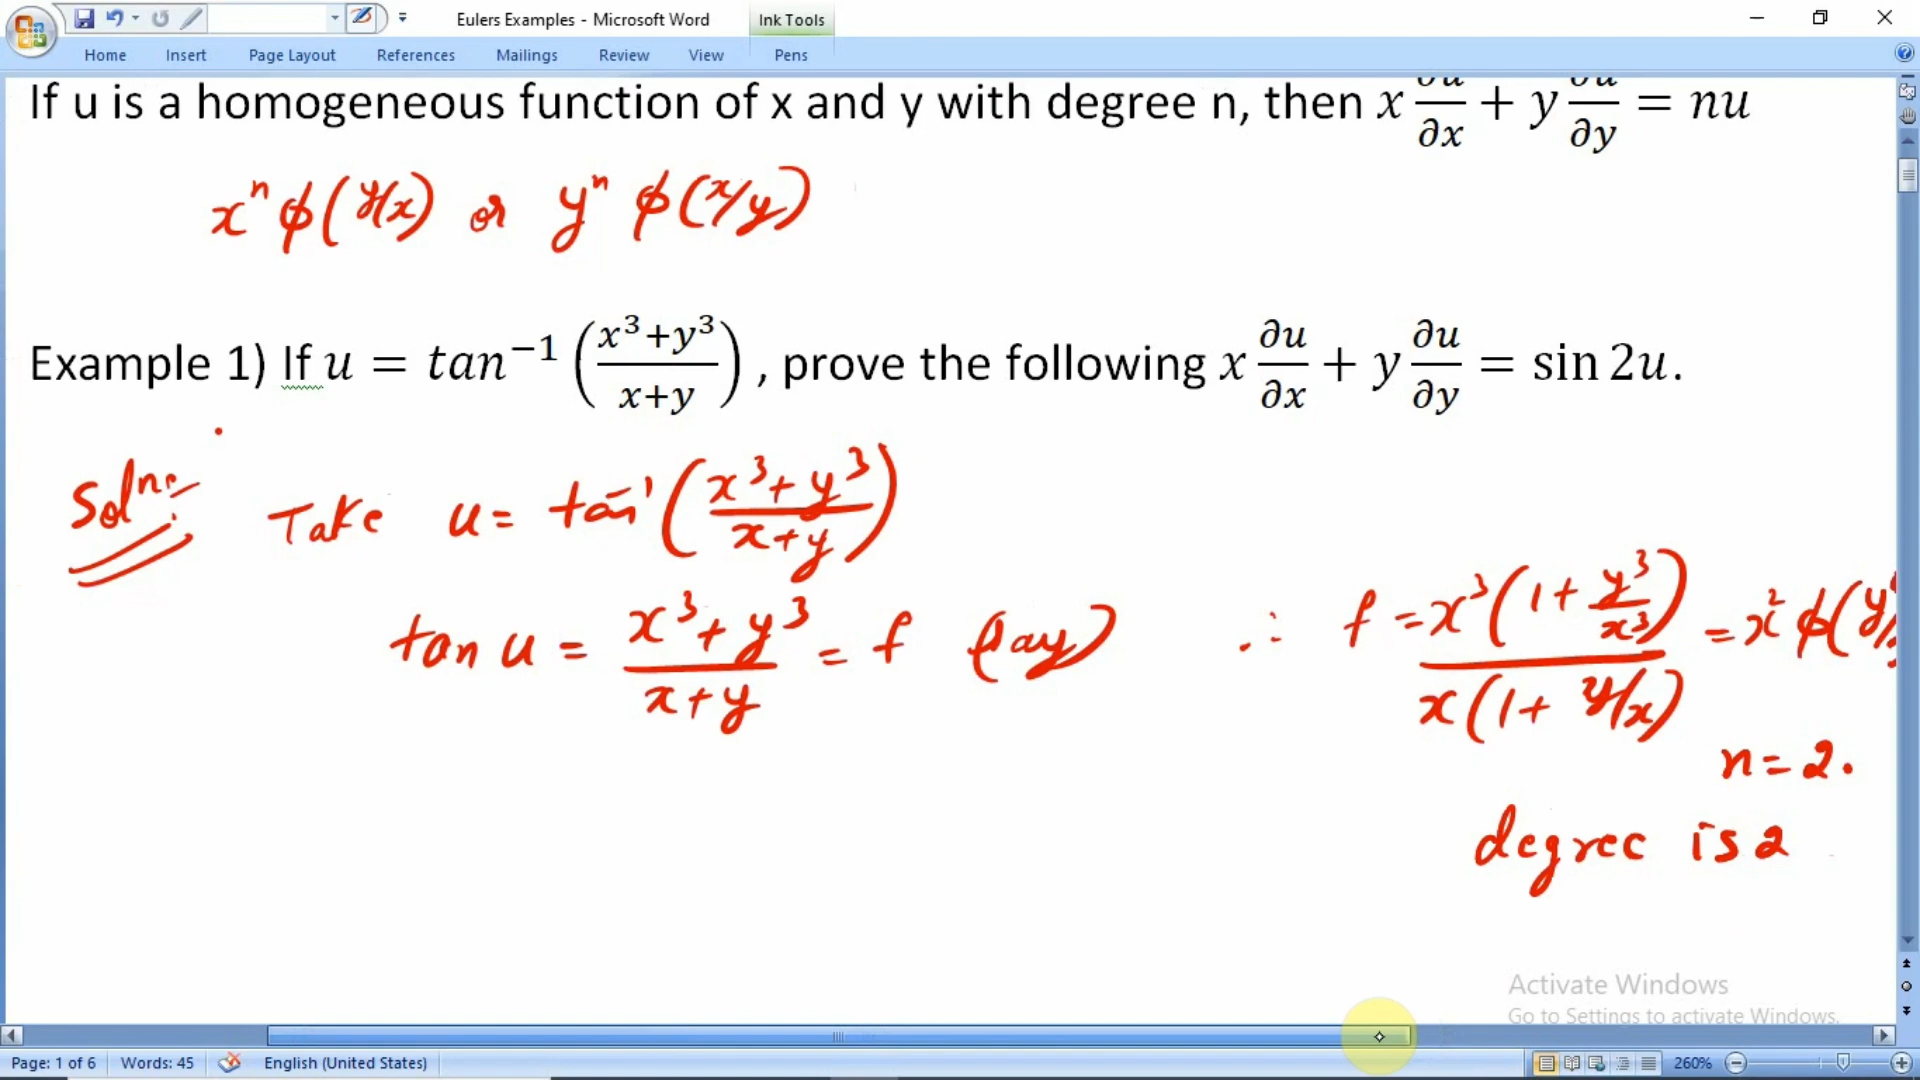 Eulers Examples - Microsoft Word
Ink Tools
Home Insert Page Layout References Mailings Review View Pens
If u is a homogeneous function of x and y with degree n, then x ∂u/∂x + y ∂u/∂y = nu
xⁿ ϕ(y/x) or yⁿ ϕ(x/y)
Example 1) If u = tan⁻¹ ((x³+y³)/(x+y)) , prove the following x ∂u/∂x + y ∂u/∂y = sin 2u.
Soln:
Take u = tan⁻¹ ((x³+y³)/(x+y))
tan u = (x³+y³)/(x+y) = f (say)
∴ f = x³(1 + y³/x³) / x(1 + y/x) = x² ϕ(y/
n = 2.
degree is 2
Activate Windows
Go to Settings to activate Windows.
Page: 1 of 6 Words: 45 English (United States) 260%